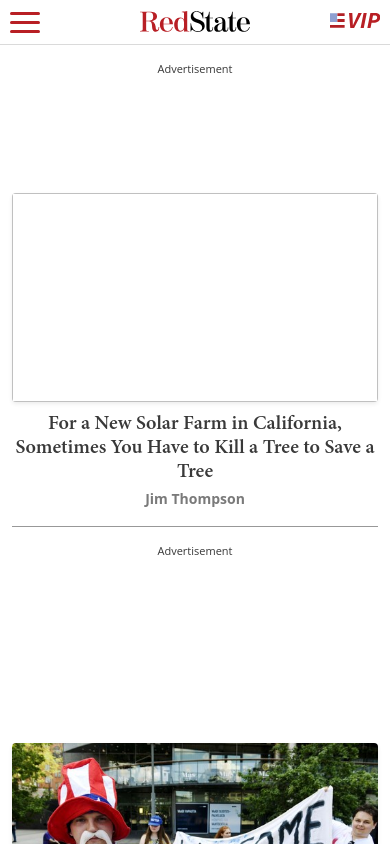 RedState
VIP
Advertisement
For a New Solar Farm in California,
Sometimes You Have to Kill a Tree to Save a
Tree
Jim Thompson
Advertisement